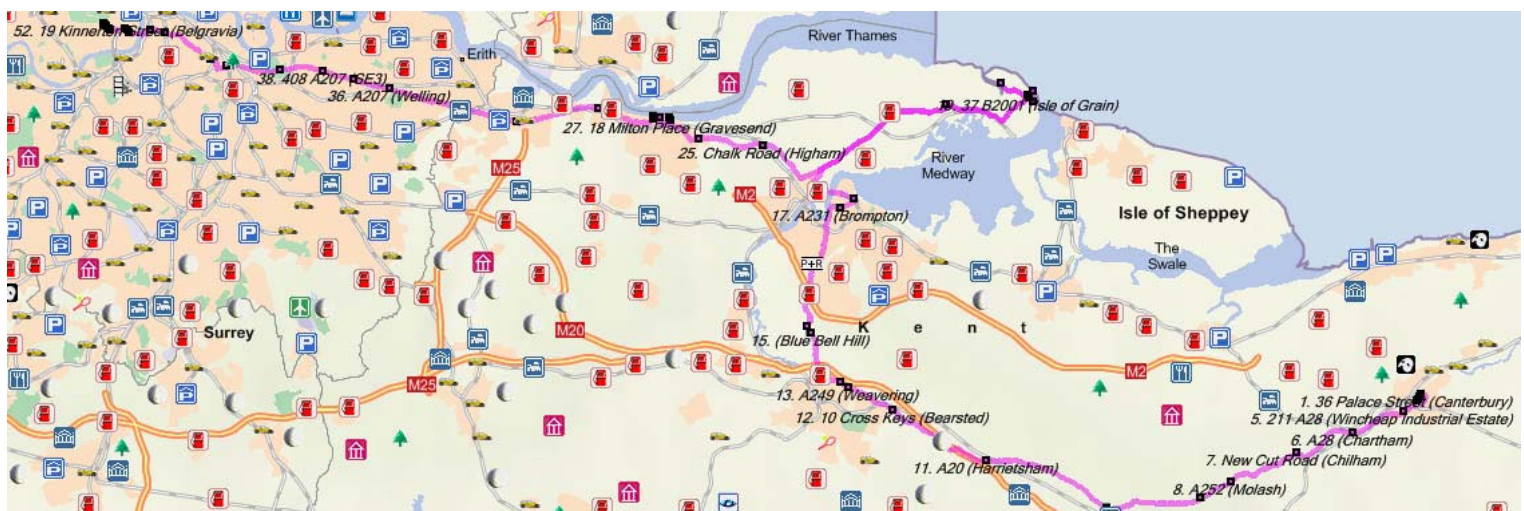 River Thames
52. 19 Kinnerton Street (Belgravia)
Erith
38. 408 A207 (SE3)
36. A207 (Welling)
37 B2001 (Isle of Grain)
27. 18 Milton Place (Gravesend)
25. Chalk Road (Higham)
River
Medway
M25
M2
17. A231 (Brompton)
Isle of Sheppey
The
Swale
P+R
Surrey
M20
Kent
15. (Blue Bell Hill)
M25
M2
13. A249 (Weavering)
12. 10 Cross Keys (Bearsted)
1. 36 Palace Street (Canterbury)
5. 211 A28 (Wincheap Industrial Estate)
6. A28 (Chartham)
7. New Cut Road (Chilham)
11. A20 (Harrietsham)
8. A252 (Molash)